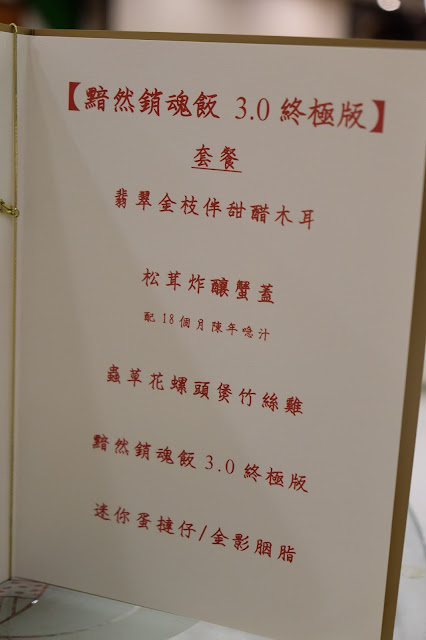 【黯然銷魂飯 3.0 終極版】
套餐
翡翠金枝伴甜醋木耳
松茸炸釀蟹蓋
配 18 個月陳年喼汁
蟲草花螺頭煲竹絲雞
黯然銷魂飯 3.0 終極版
迷你蛋撻仔/金影胭脂